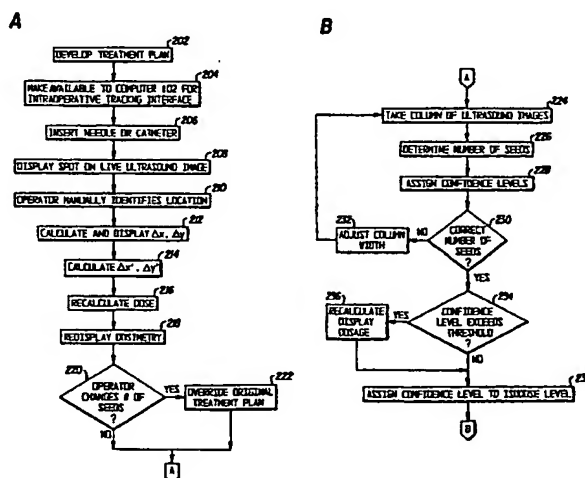 A
202
DEVELOP TREATMENT PLAN
204
MAKE AVAILABLE TO COMPUTER 102 FOR
INTRAOPERATIVE TRACKING INTERFACE
206
INSERT NEEDLE OR CATHETER
208
DISPLAY SPOT ON LIVE ULTRASOUND IMAGE
210
OPERATOR MANUALLY IDENTIFIES LOCATION
212
CALCULATE AND DISPLAY Δx, Δy
214
CALCULATE Δx', Δy'
216
RECALCULATE DOSE
218
REDISPLAY DOSIMETRY
220
OPERATOR
CHANGES # OF
SEEDS
?
YES
222
OVERRIDE ORIGINAL
TREATMENT PLAN
NO
A
B
A
224
TAKE COLUMN OF ULTRASOUND IMAGES
226
DETERMINE NUMBER OF SEEDS
228
ASSIGN CONFIDENCE LEVELS
230
CORRECT
NUMBER OF
SEEDS
?
NO
232
ADJUST COLUMN
WIDTH
YES
234
CONFIDENCE
LEVEL EXCEEDS
THRESHOLD
?
YES
236
RECALCULATE
DISPLAY
DOSAGE
NO
ASSIGN CONFIDENCE LEVEL TO ISODOSE LEVEL
B